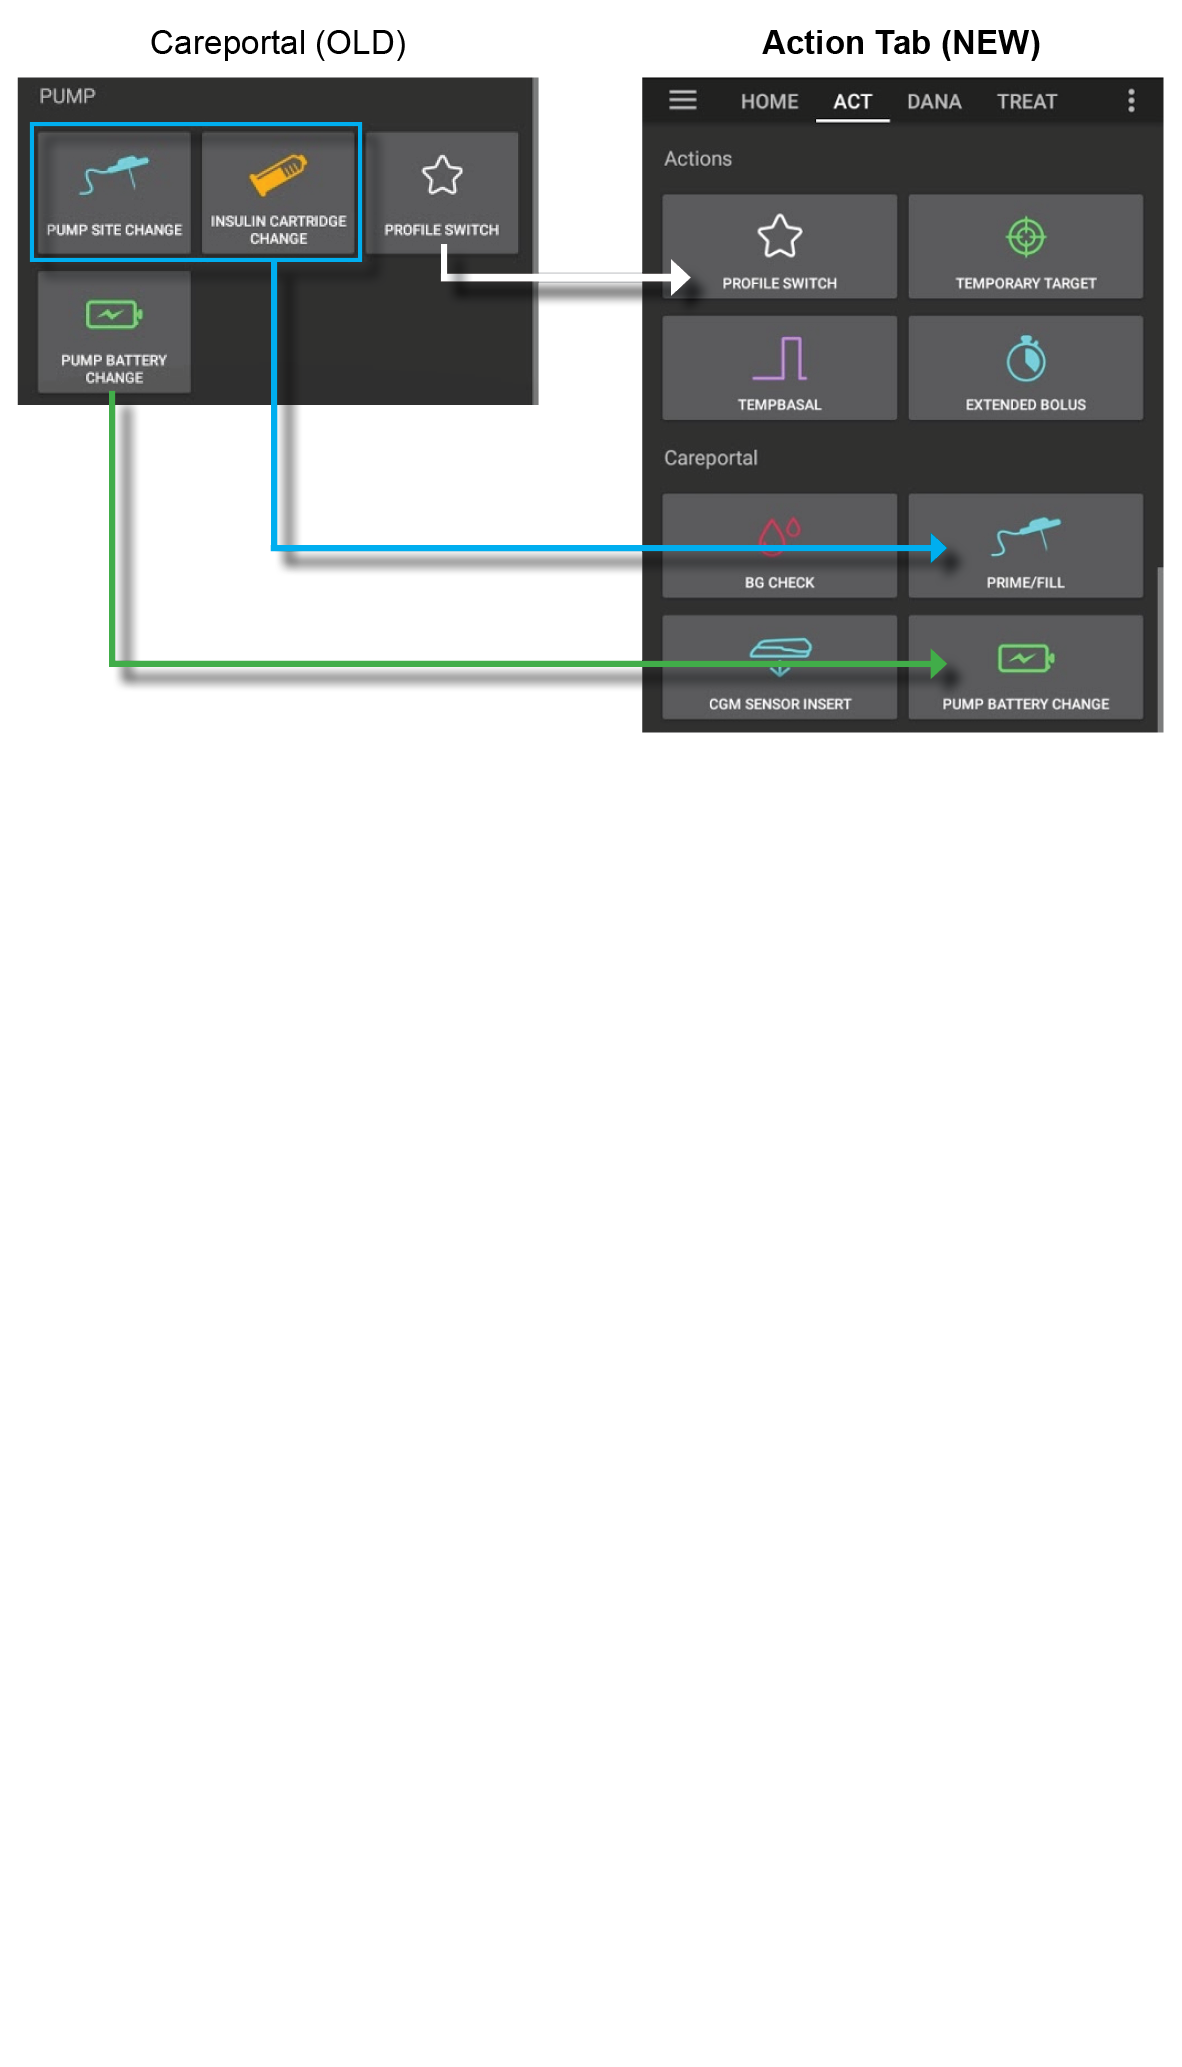 Careportal (OLD)
PUMP
PUMP SITE CHANGE
INSULIN CARTRIDGE
CHANGE
PROFILE SWITCH
PUMP BATTERY
CHANGE
Action Tab (NEW)
HOME ACT DANA TREAT
Actions
PROFILE SWITCH
TEMPORARY TARGET
TEMPBASAL
EXTENDED BOLUS
Careportal
BG CHECK
PRIME/FILL
CGM SENSOR INSERT
PUMP BATTERY CHANGE